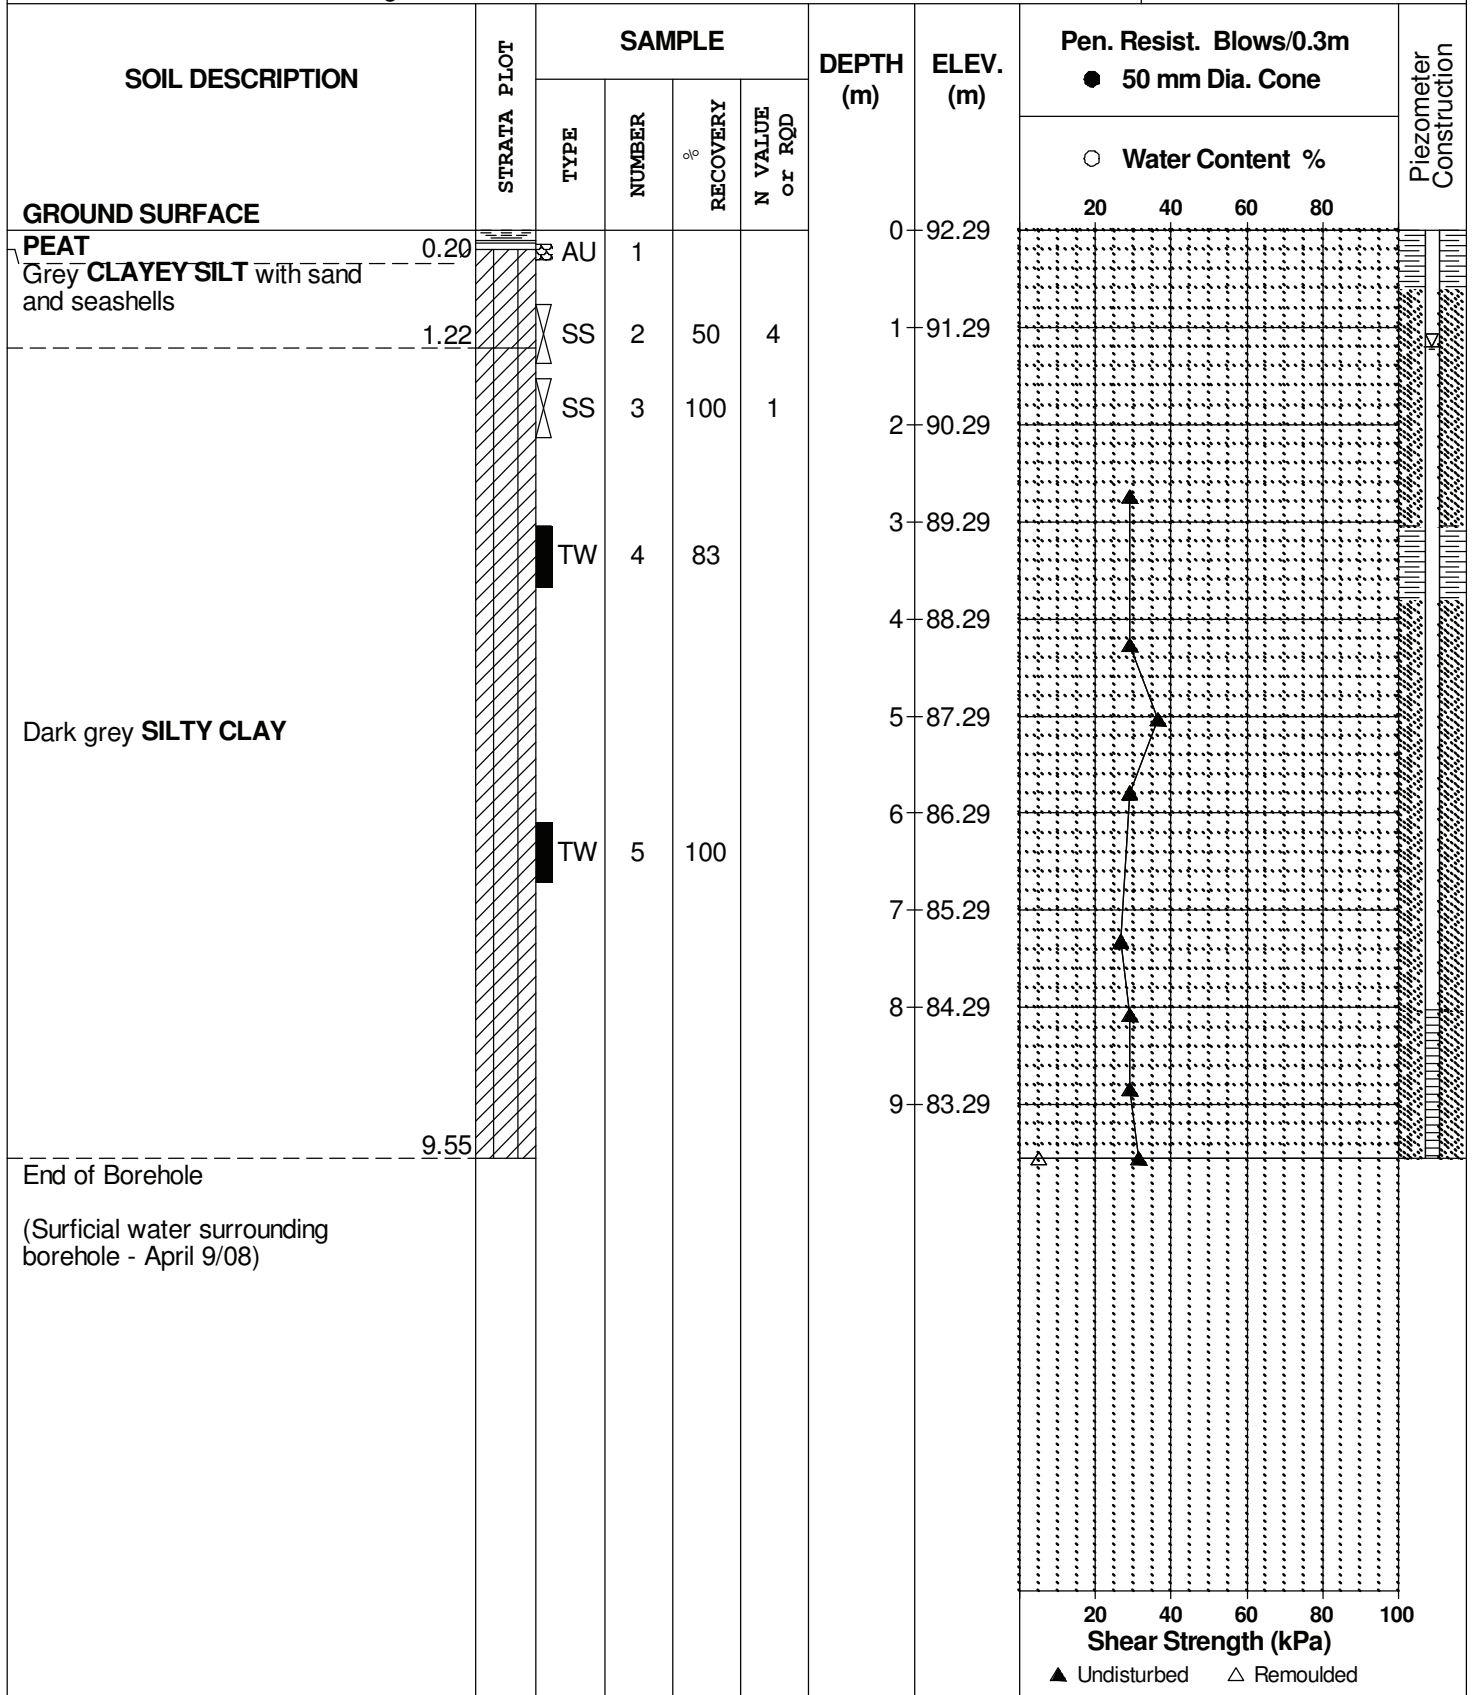 SOIL DESCRIPTION
STRATA PLOT
SAMPLE
TYPE
NUMBER
% RECOVERY
N VALUE or RQD
DEPTH (m)
ELEV. (m)
Pen. Resist. Blows/0.3m
● 50 mm Dia. Cone
○ Water Content %
Piezometer Construction
20 40 60 80
GROUND SURFACE
0 92.29
PEAT 0.20
AU 1
Grey CLAYEY SILT with sand
and seashells
1.22
SS 2 50 4
1 91.29
SS 3 100 1
2 90.29
3 89.29
TW 4 83
4 88.29
5 87.29
Dark grey SILTY CLAY
6 86.29
TW 5 100
7 85.29
8 84.29
9 83.29
9.55
End of Borehole
(Surficial water surrounding
borehole - April 9/08)
20 40 60 80 100
Shear Strength (kPa)
▲ Undisturbed △ Remoulded